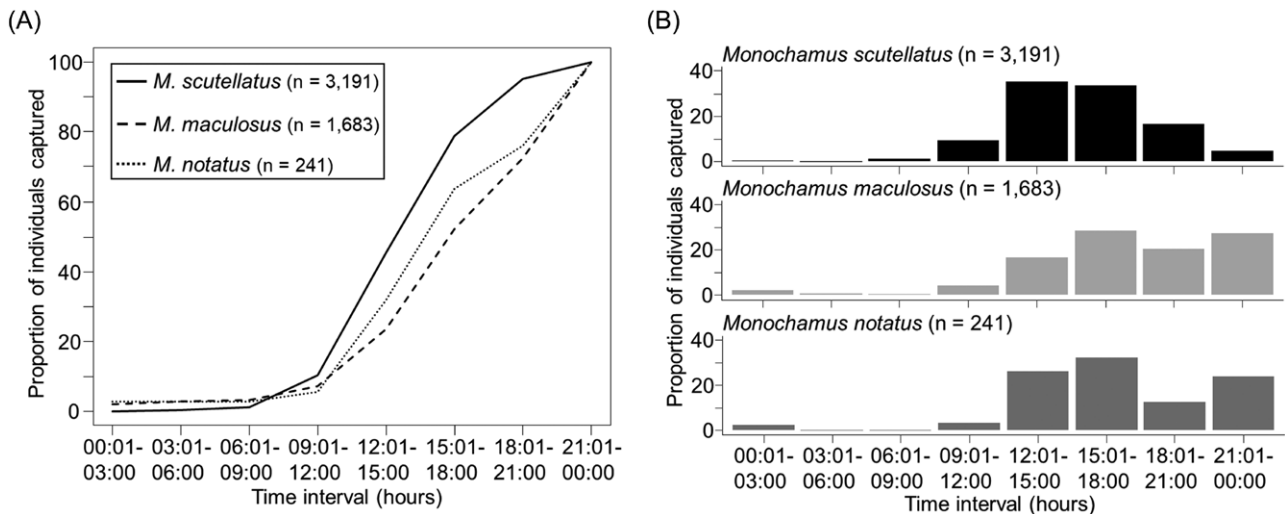 (A)
Proportion of individuals captured
100
80
60
40
20
0
M. scutellatus (n = 3,191)
M. maculosus (n = 1,683)
M. notatus (n = 241)
00:01- 03:01- 06:01- 09:01- 12:01- 15:01- 18:01- 21:01-
03:00 06:00 09:00 12:00 15:00 18:00 21:00 00:00
Time interval (hours)
(B)
Proportion of individuals captured
Monochamus scutellatus (n = 3,191)
40
20
0
Monochamus maculosus (n = 1,683)
40
20
0
Monochamus notatus (n = 241)
40
20
0
00:01- 03:01- 06:01- 09:01- 12:01- 15:01- 18:01- 21:01-
03:00 06:00 09:00 12:00 15:00 18:00 21:00 00:00
Time interval (hours)